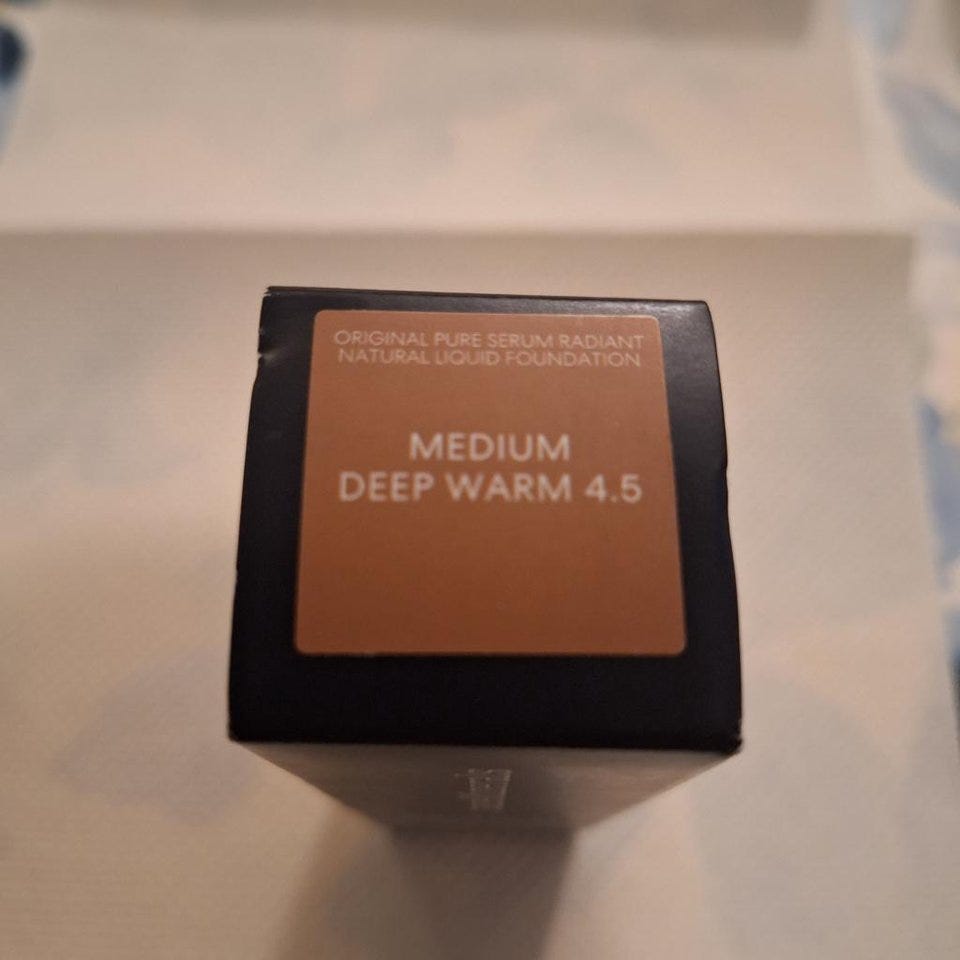 ORIGINAL PURE SERUM RADIANT
NATURAL LIQUID FOUNDATION
MEDIUM
DEEP WARM 4.5